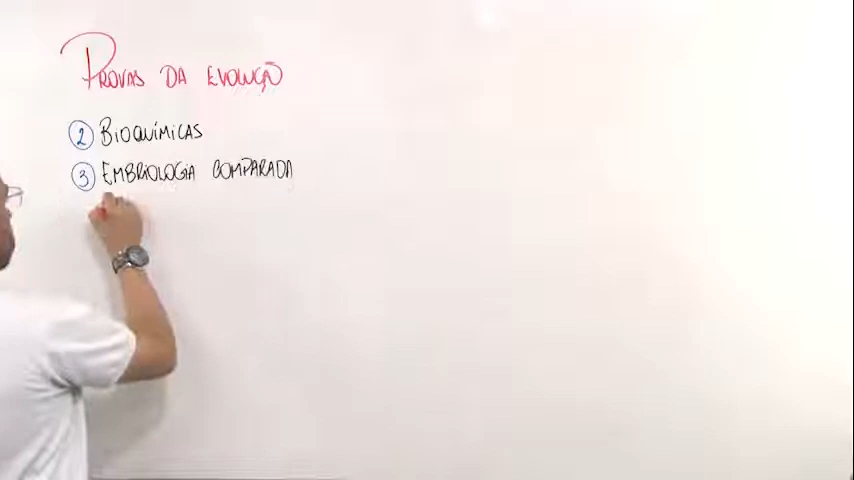 PROVAS DA EVOLUÇÃO
2 BIOQUÍMICAS
3 EMBRIOLOGIA COMPARADA